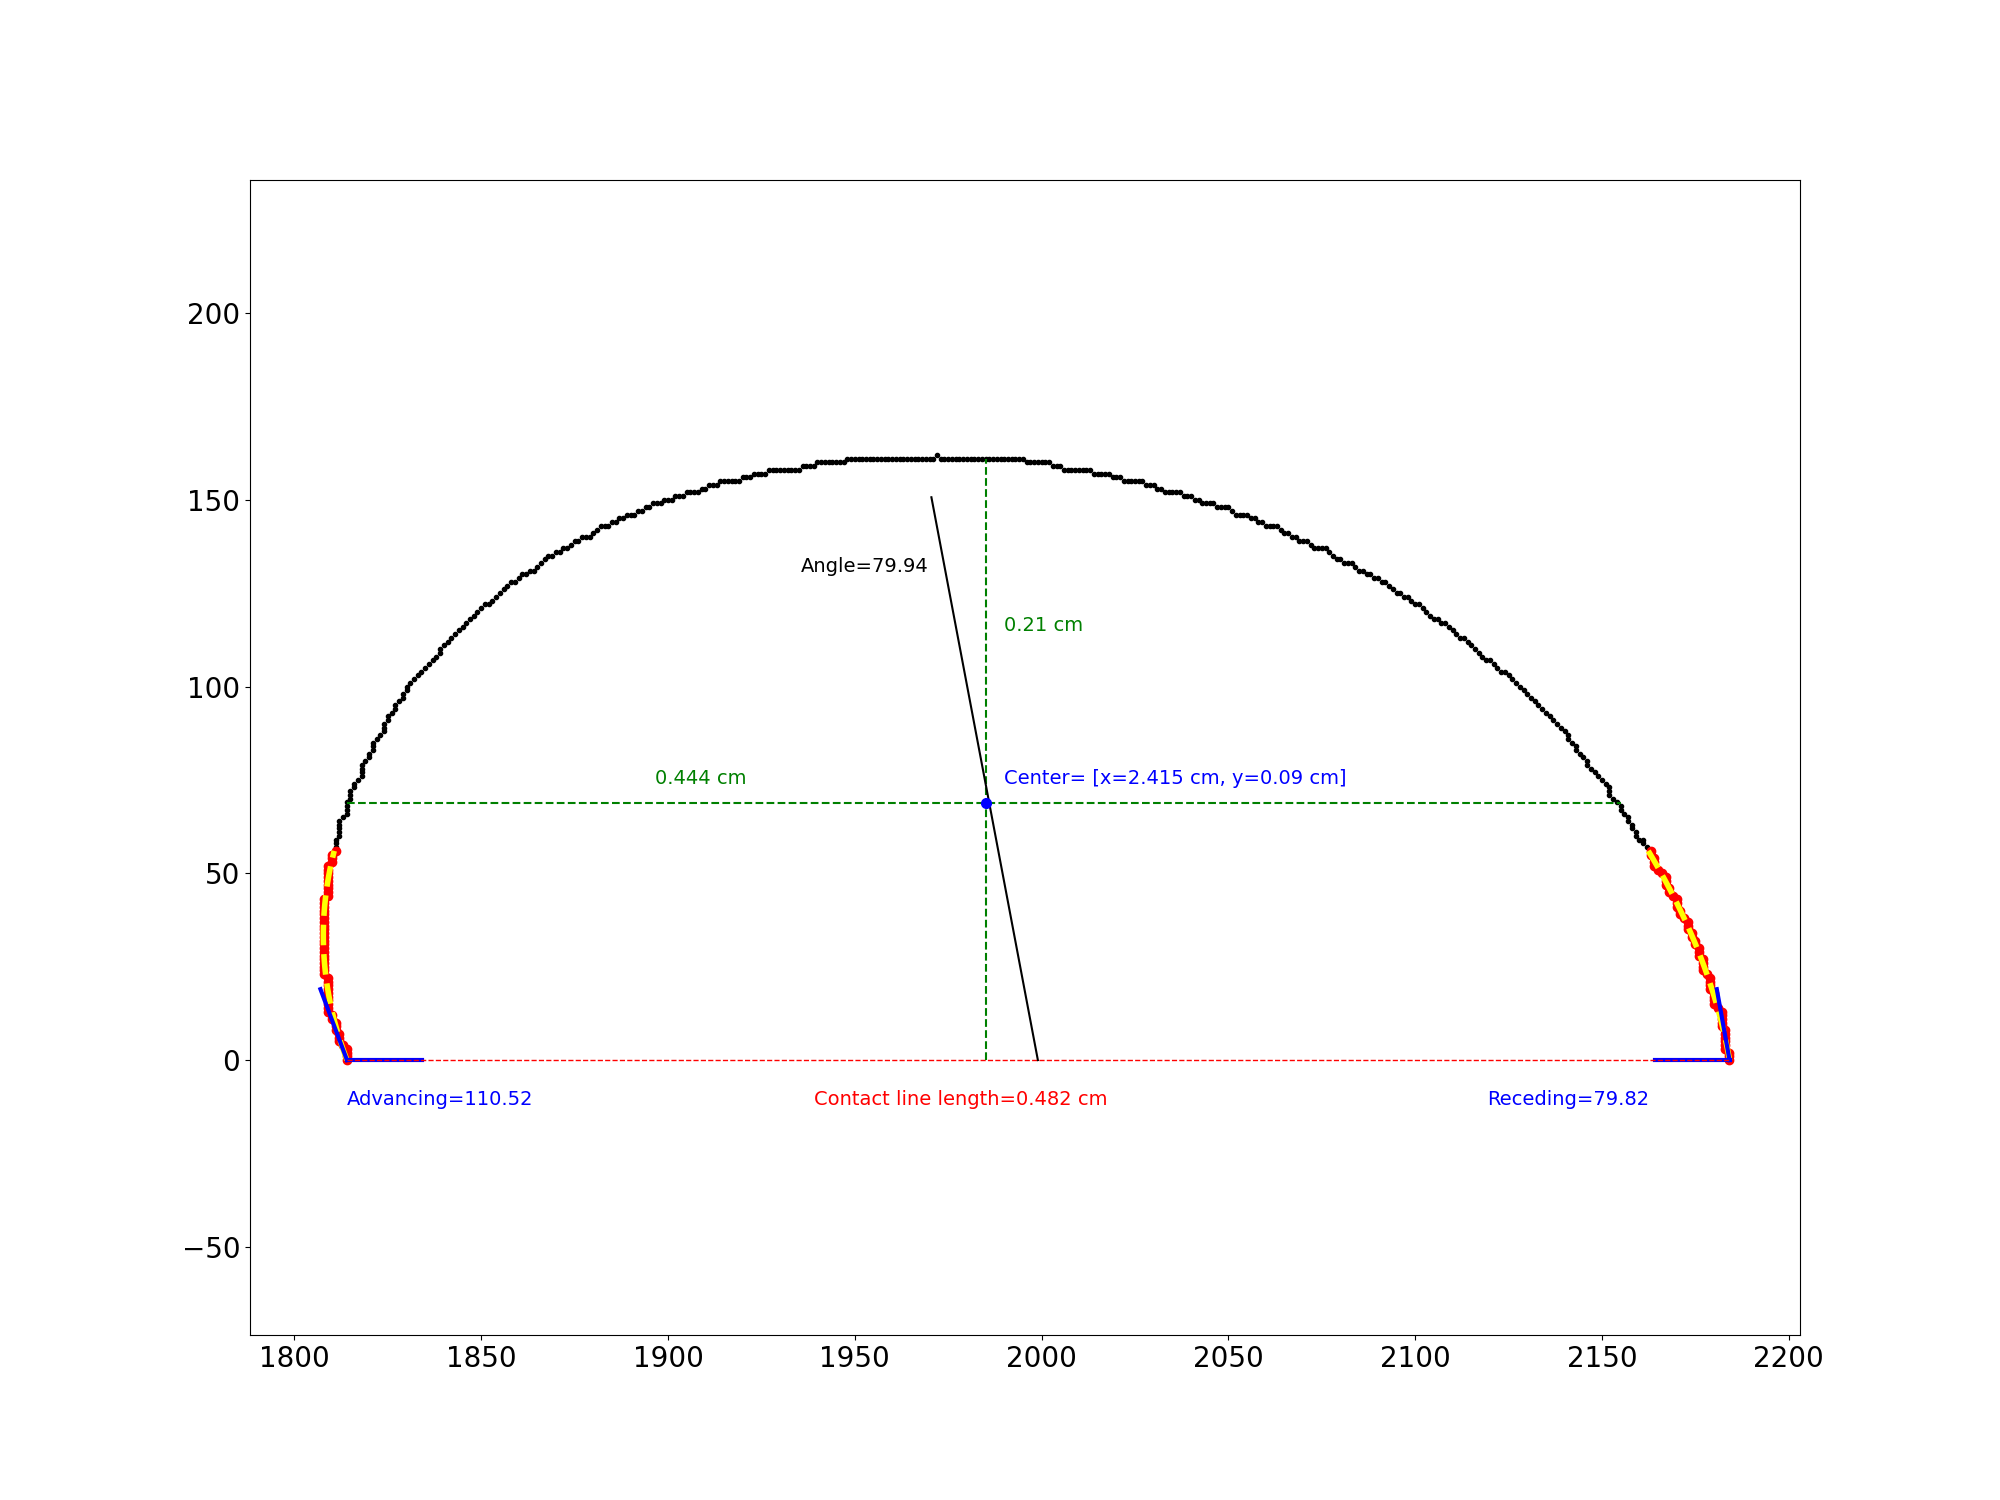 200
150
Angle=79.94
0.21 cm
100
0.444 cm
Center= [x=2.415 cm, y=0.09 cm]
50
0
Advancing=110.52
Contact line length=0.482 cm
Receding=79.82
−50
1800 1850 1900 1950 2000 2050 2100 2150 2200